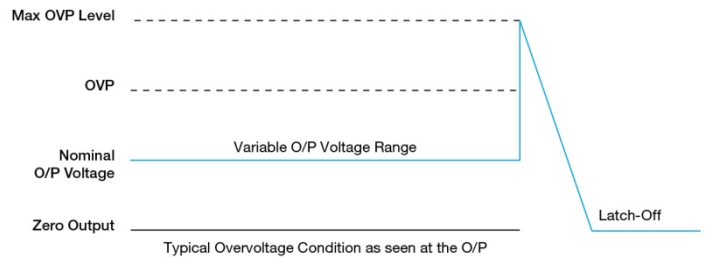 Max OVP Level
OVP
Variable O/P Voltage Range
Nominal
O/P Voltage
Latch-Off
Zero Output
Typical Overvoltage Condition as seen at the O/P